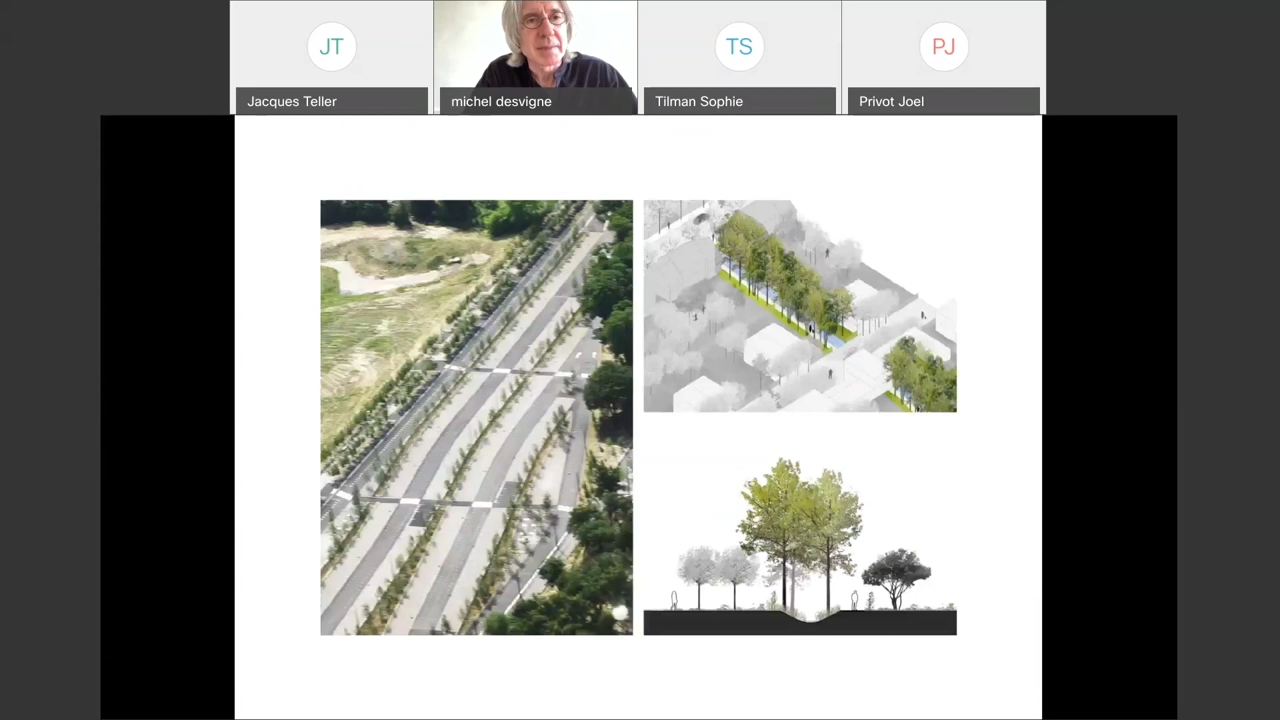 JT
TS
PJ
Jacques Teller
michel desvigne
Tilman Sophie
Privot Joel